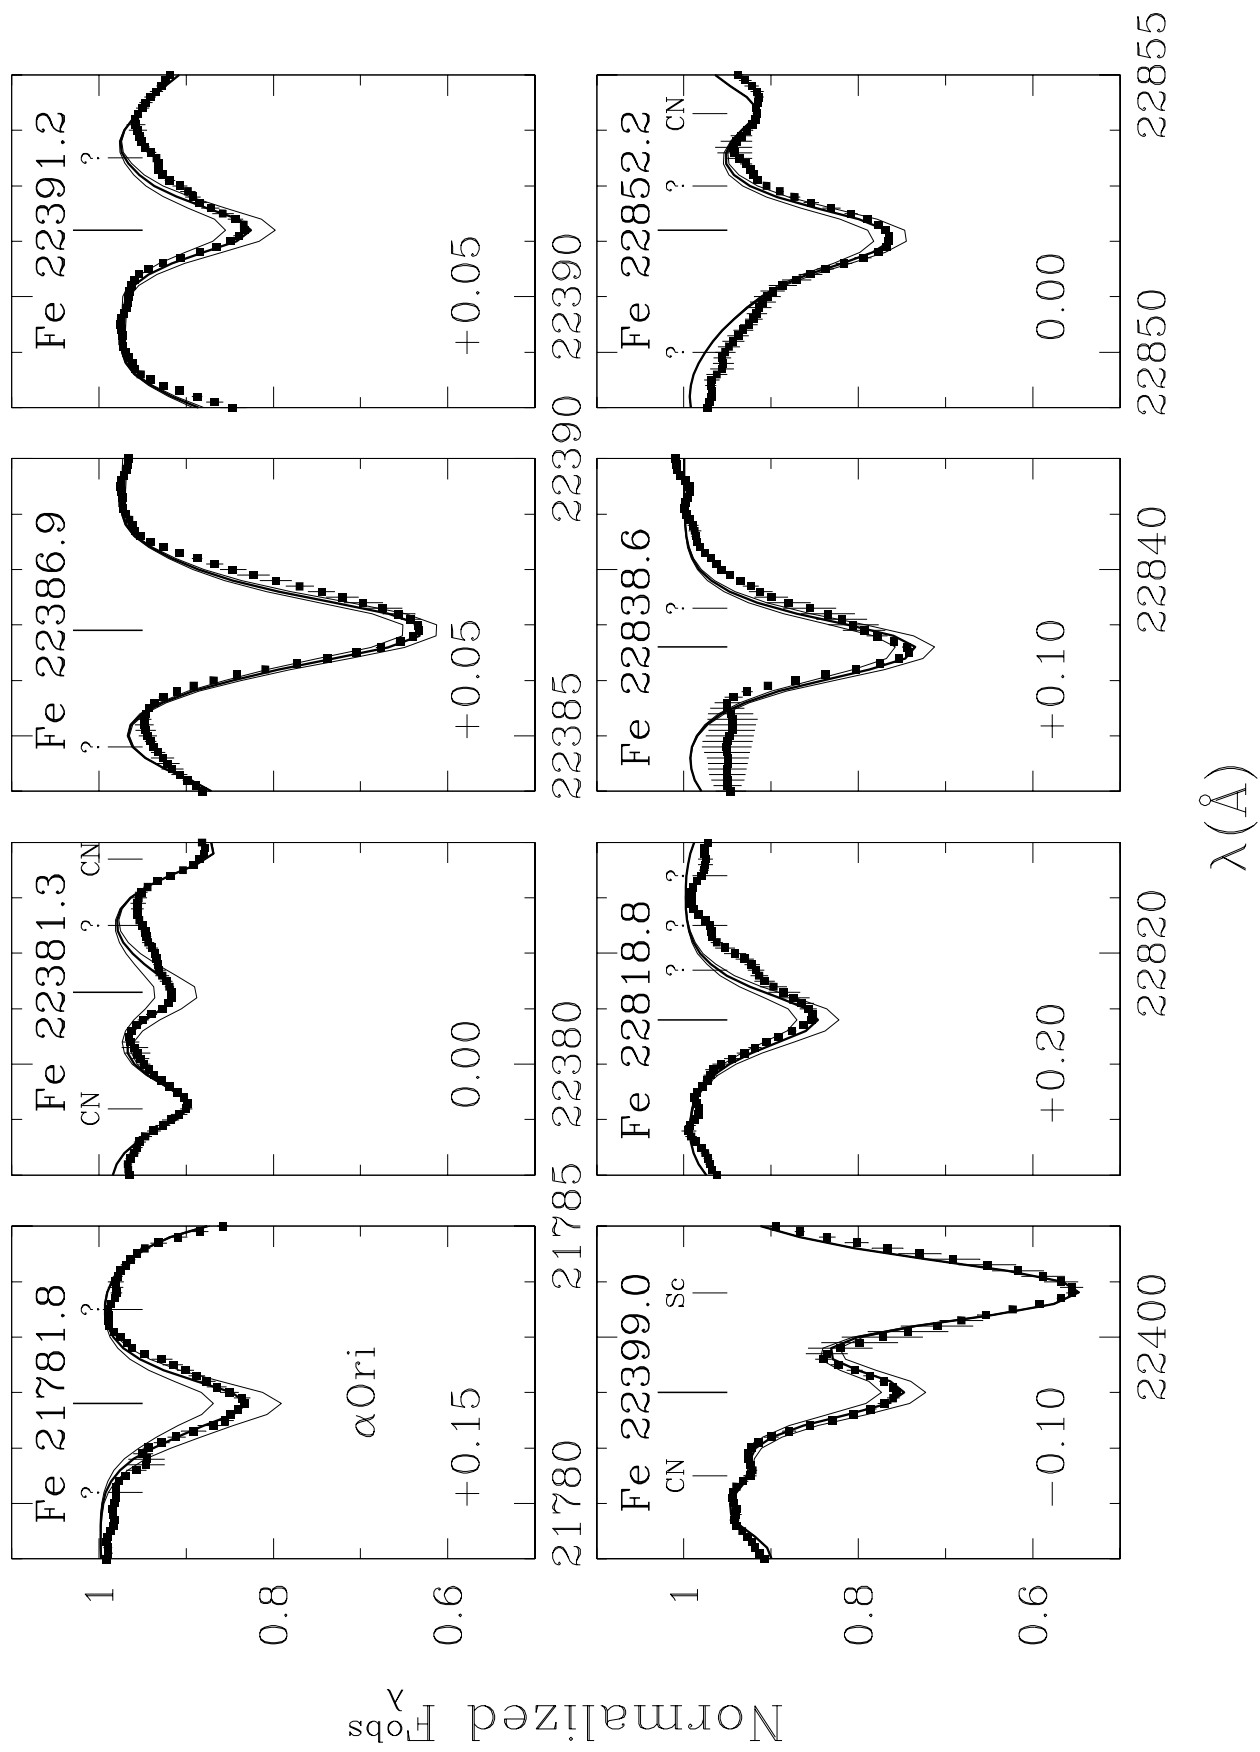 Fe 21781.8
? ?
αOri
+0.15
Fe 22381.3
CN ? CN
0.00
Fe 22386.9
?
+0.05
Fe 22391.2
?
+0.05
1
0.8
0.6
21780 21785
22380
22385 22390
22390
Fe 22399.0
CN Sc
−0.10
Fe 22818.8
? ? ?
+0.20
Fe 22838.6
?
+0.10
Fe 22852.2
? ? CN
0.00
1
0.8
0.6
22400
22820
22840
22850 22855
Normalized F_λ^obs
λ(Å)